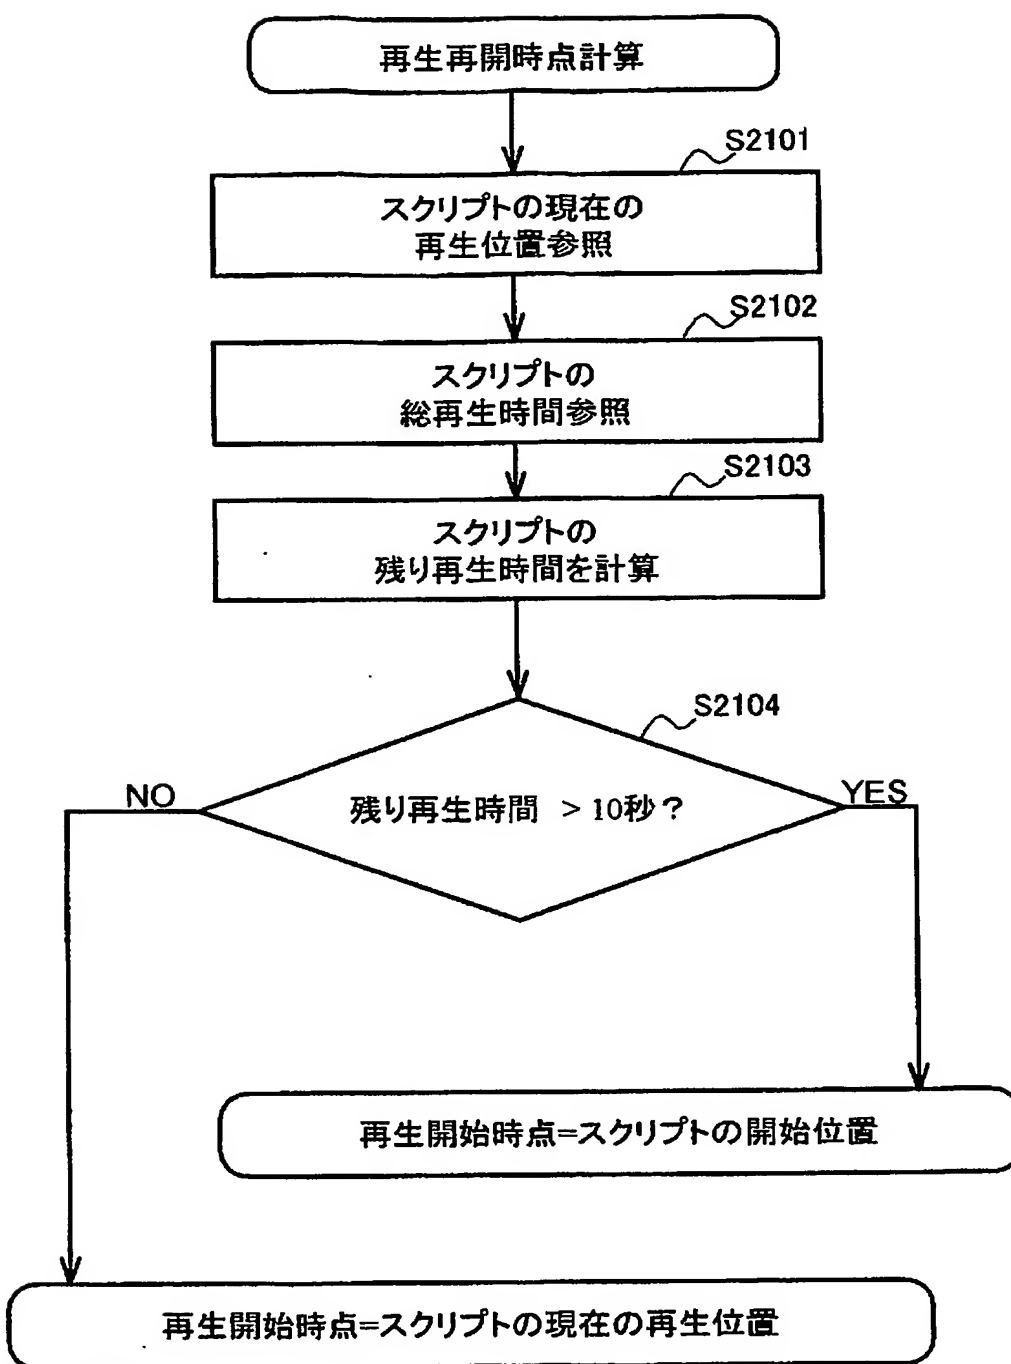 再生再開時点計算
S2101
スクリプトの現在の
再生位置参照
S2102
スクリプトの
総再生時間参照
S2103
スクリプトの
残り再生時間を計算
S2104
残り再生時間 > 10秒?
NO
YES
再生開始時点=スクリプトの開始位置
再生開始時点=スクリプトの現在の再生位置